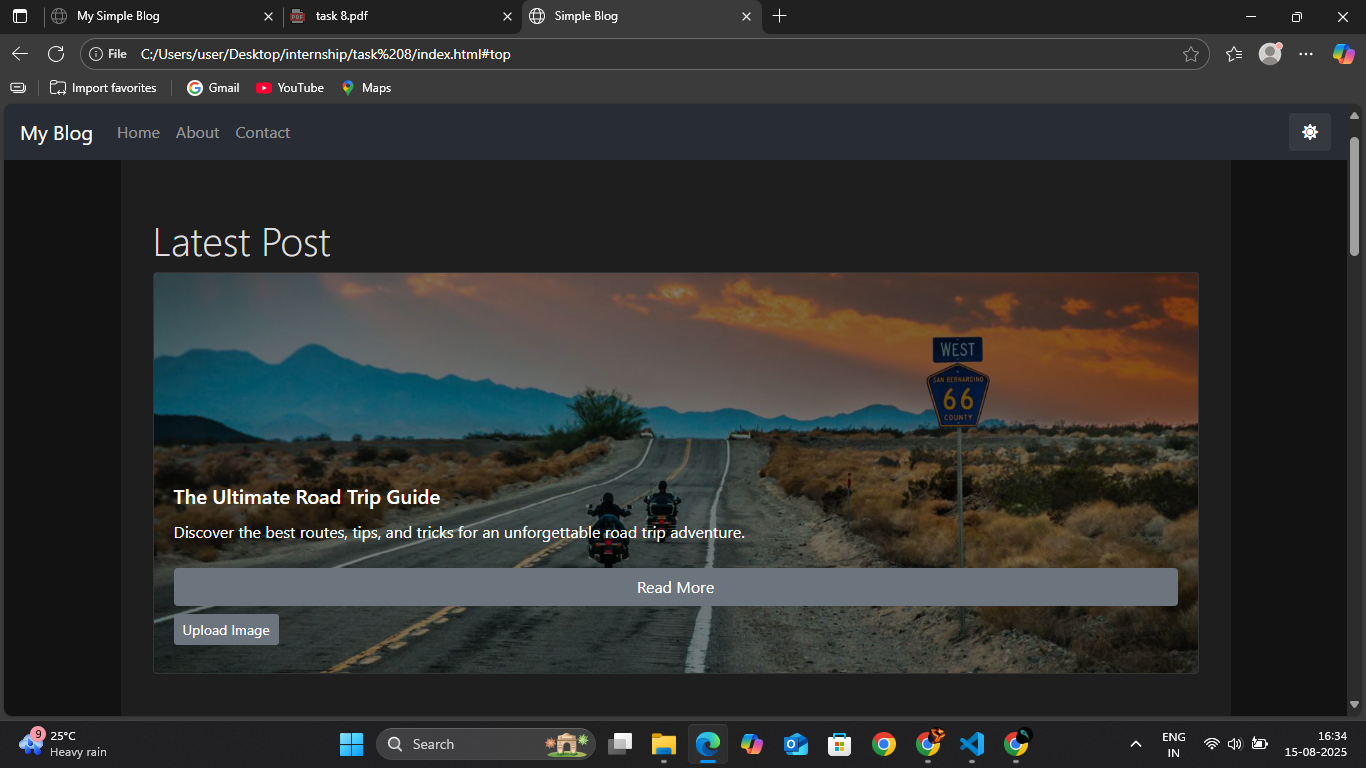 My Simple Blog
task 8.pdf
Simple Blog
File
C:/Users/user/Desktop/internship/task%208/index.html#top
Import favorites
Gmail
YouTube
Maps
My Blog
Home
About
Contact
Latest Post
WEST
SAN BERNARDINO
66
COUNTY
The Ultimate Road Trip Guide
Discover the best routes, tips, and tricks for an unforgettable road trip adventure.
Read More
Upload Image
9
25°C
Heavy rain
Search
ENG
IN
16:34
15-08-2025